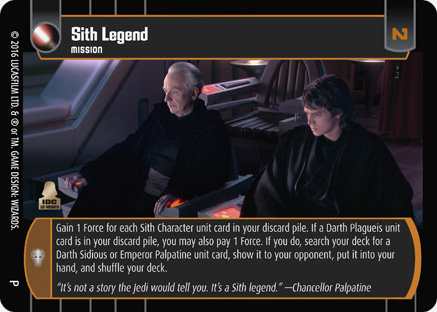 Sith Legend
MISSION
N
© 2016 LUCASFILM LTD. & ® or TM. GAME DESIGN: WIZARDS.
P
Gain 1 Force for each Sith Character unit card in your discard pile. If a Darth Plagueis unit
card is in your discard pile, you may also pay 1 Force. If you do, search your deck for a
Darth Sidious or Emperor Palpatine unit card, show it to your opponent, put it into your
hand, and shuffle your deck.
"It's not a story the Jedi would tell you. It's a Sith legend." —Chancellor Palpatine